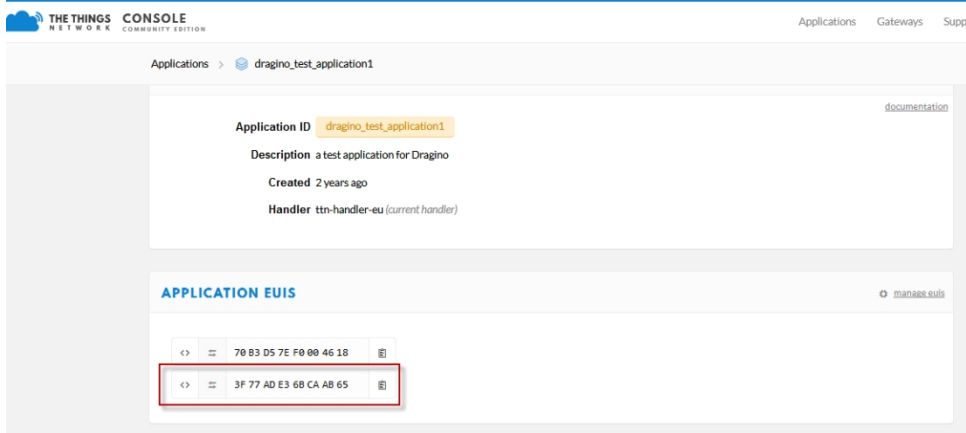 THE THINGS NETWORK CONSOLE COMMUNITY EDITION
Applications Gateways Supp
Applications > dragino_test_application1
documentation
Application ID dragino_test_application1
Description a test application for Dragino
Created 2 years ago
Handler ttn-handler-eu (current handler)
APPLICATION EUIS
manage euis
<> 70 B3 D5 7E F0 00 46 18
<> 3F 77 AD E3 6B CA AB 65